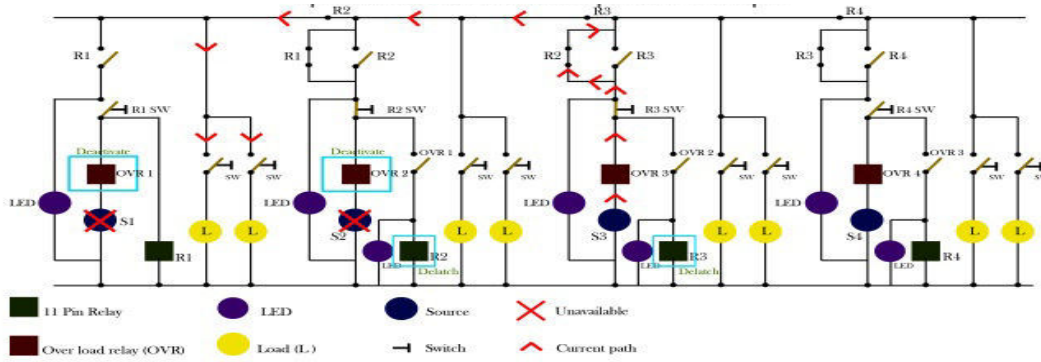 R2 R3 R4
R1 R1 R2 R2 R3 R3 R4
R1 SW R2 SW R3 SW R4 SW
Deactivate Deactivate
OVR 1 OVR 2 OVR 1 OVR 3 OVR 2 OVR 4 OVR 3
SW SW SW SW SW SW SW SW
LED LED LED LED
S1 S2 S3 S4
L L L L L L L L
R1 LED R2 LED R3 LED R4
Delatch Delatch
11 Pin Relay LED Source Unavailable
Over load relay (OVR) Load (L) Switch Current path